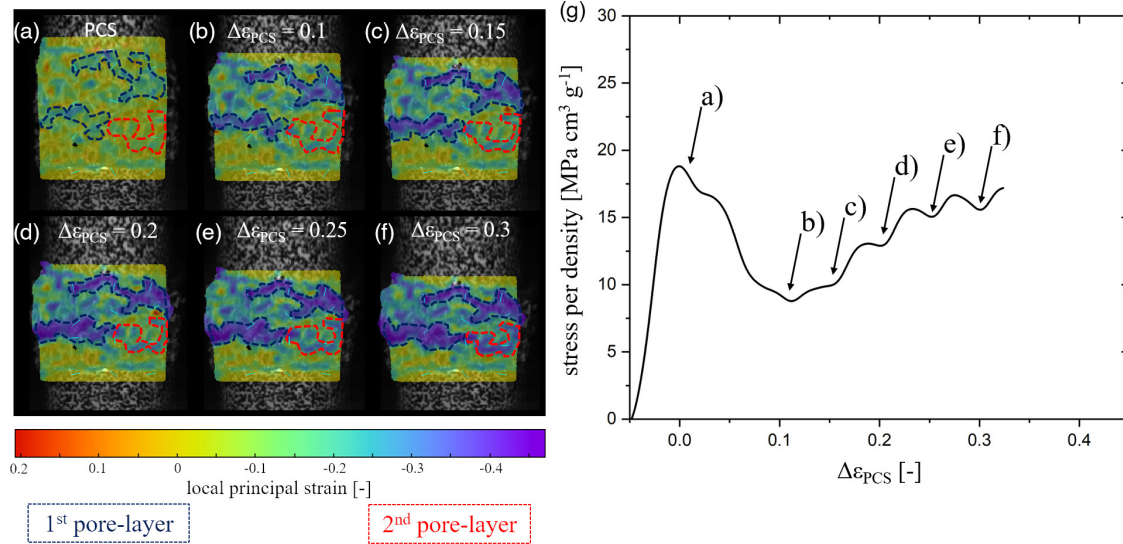 (a) PCS
(b) Δε_PCS = 0.1
(c) Δε_PCS = 0.15
(d) Δε_PCS = 0.2
(e) Δε_PCS = 0.25
(f) Δε_PCS = 0.3
0.2 0.1 0 -0.1 -0.2 -0.3 -0.4
local principal strain [-]
1st pore-layer
2nd pore-layer
(g)
stress per density [MPa cm³ g⁻¹]
30
25
20
15
10
5
0
a)
b)
c)
d)
e)
f)
0.0 0.1 0.2 0.3 0.4
Δε_PCS [-]